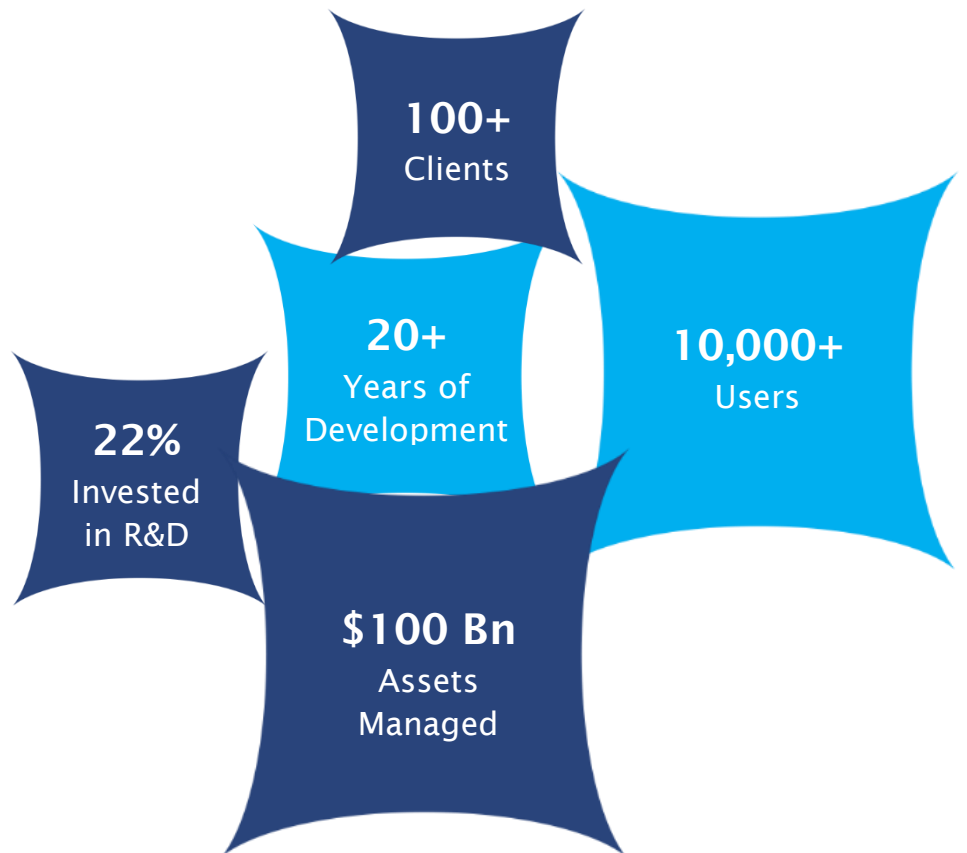 100+
Clients
20+
Years of
Development
10,000+
Users
22%
Invested
in R&D
$100 Bn
Assets
Managed